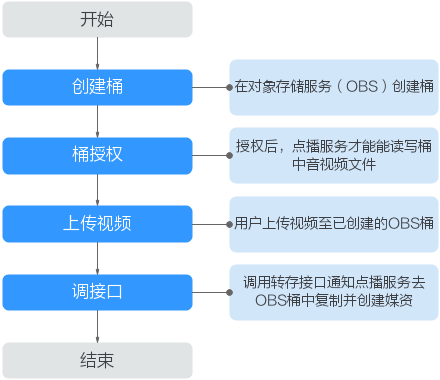 开始
创建桶
在对象存储服务（OBS）创建桶
桶授权
授权后，点播服务才能能读写桶
中音视频文件
上传视频
用户上传视频至已创建的OBS桶
调接口
调用转存接口通知点播服务去
OBS桶中复制并创建媒资
结束